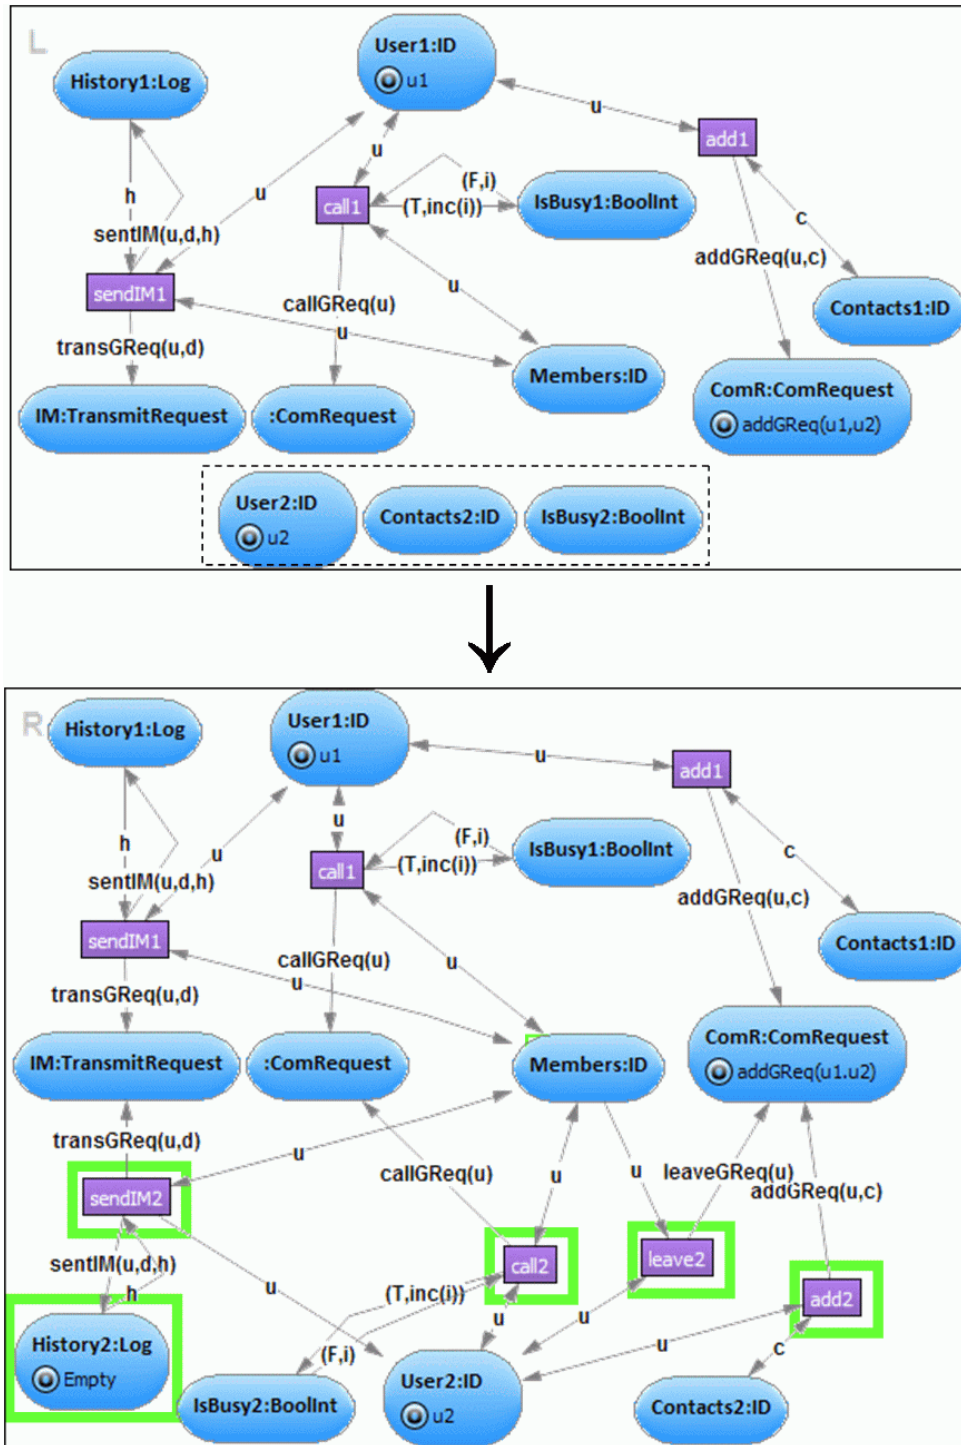 L
User1:ID
u1
History1:Log
u
add1
u
(F,i)
h
u
call1
(T,inc(i))
IsBusy1:BoolInt
c
sentIM(u,d,h)
addGReq(u,c)
sendIM1
callGReq(u)
u
Contacts1:ID
u
transGReq(u,d)
Members:ID
ComR:ComRequest
IM:TransmitRequest
:ComRequest
addGReq(u1,u2)
User2:ID
Contacts2:ID
IsBusy2:BoolInt
u2
R
User1:ID
History1:Log
u1
u
add1
u
(F,i)
h
u
call1
(T,inc(i))
IsBusy1:BoolInt
c
sentIM(u,d,h)
addGReq(u,c)
sendIM1
Contacts1:ID
callGReq(u)
u
u
transGReq(u,d)
ComR:ComRequest
IM:TransmitRequest
:ComRequest
Members:ID
addGReq(u1.u2)
transGReq(u,d)
u
callGReq(u)
u
u
leaveGReq(u)
addGReq(u,c)
sendIM2
sentIM(u,d,h)
call2
leave2
h
u
(T,inc(i))
add2
u
u
History2:Log
(F,i)
u
c
Empty
User2:ID
IsBusy2:BoolInt
Contacts2:ID
u2